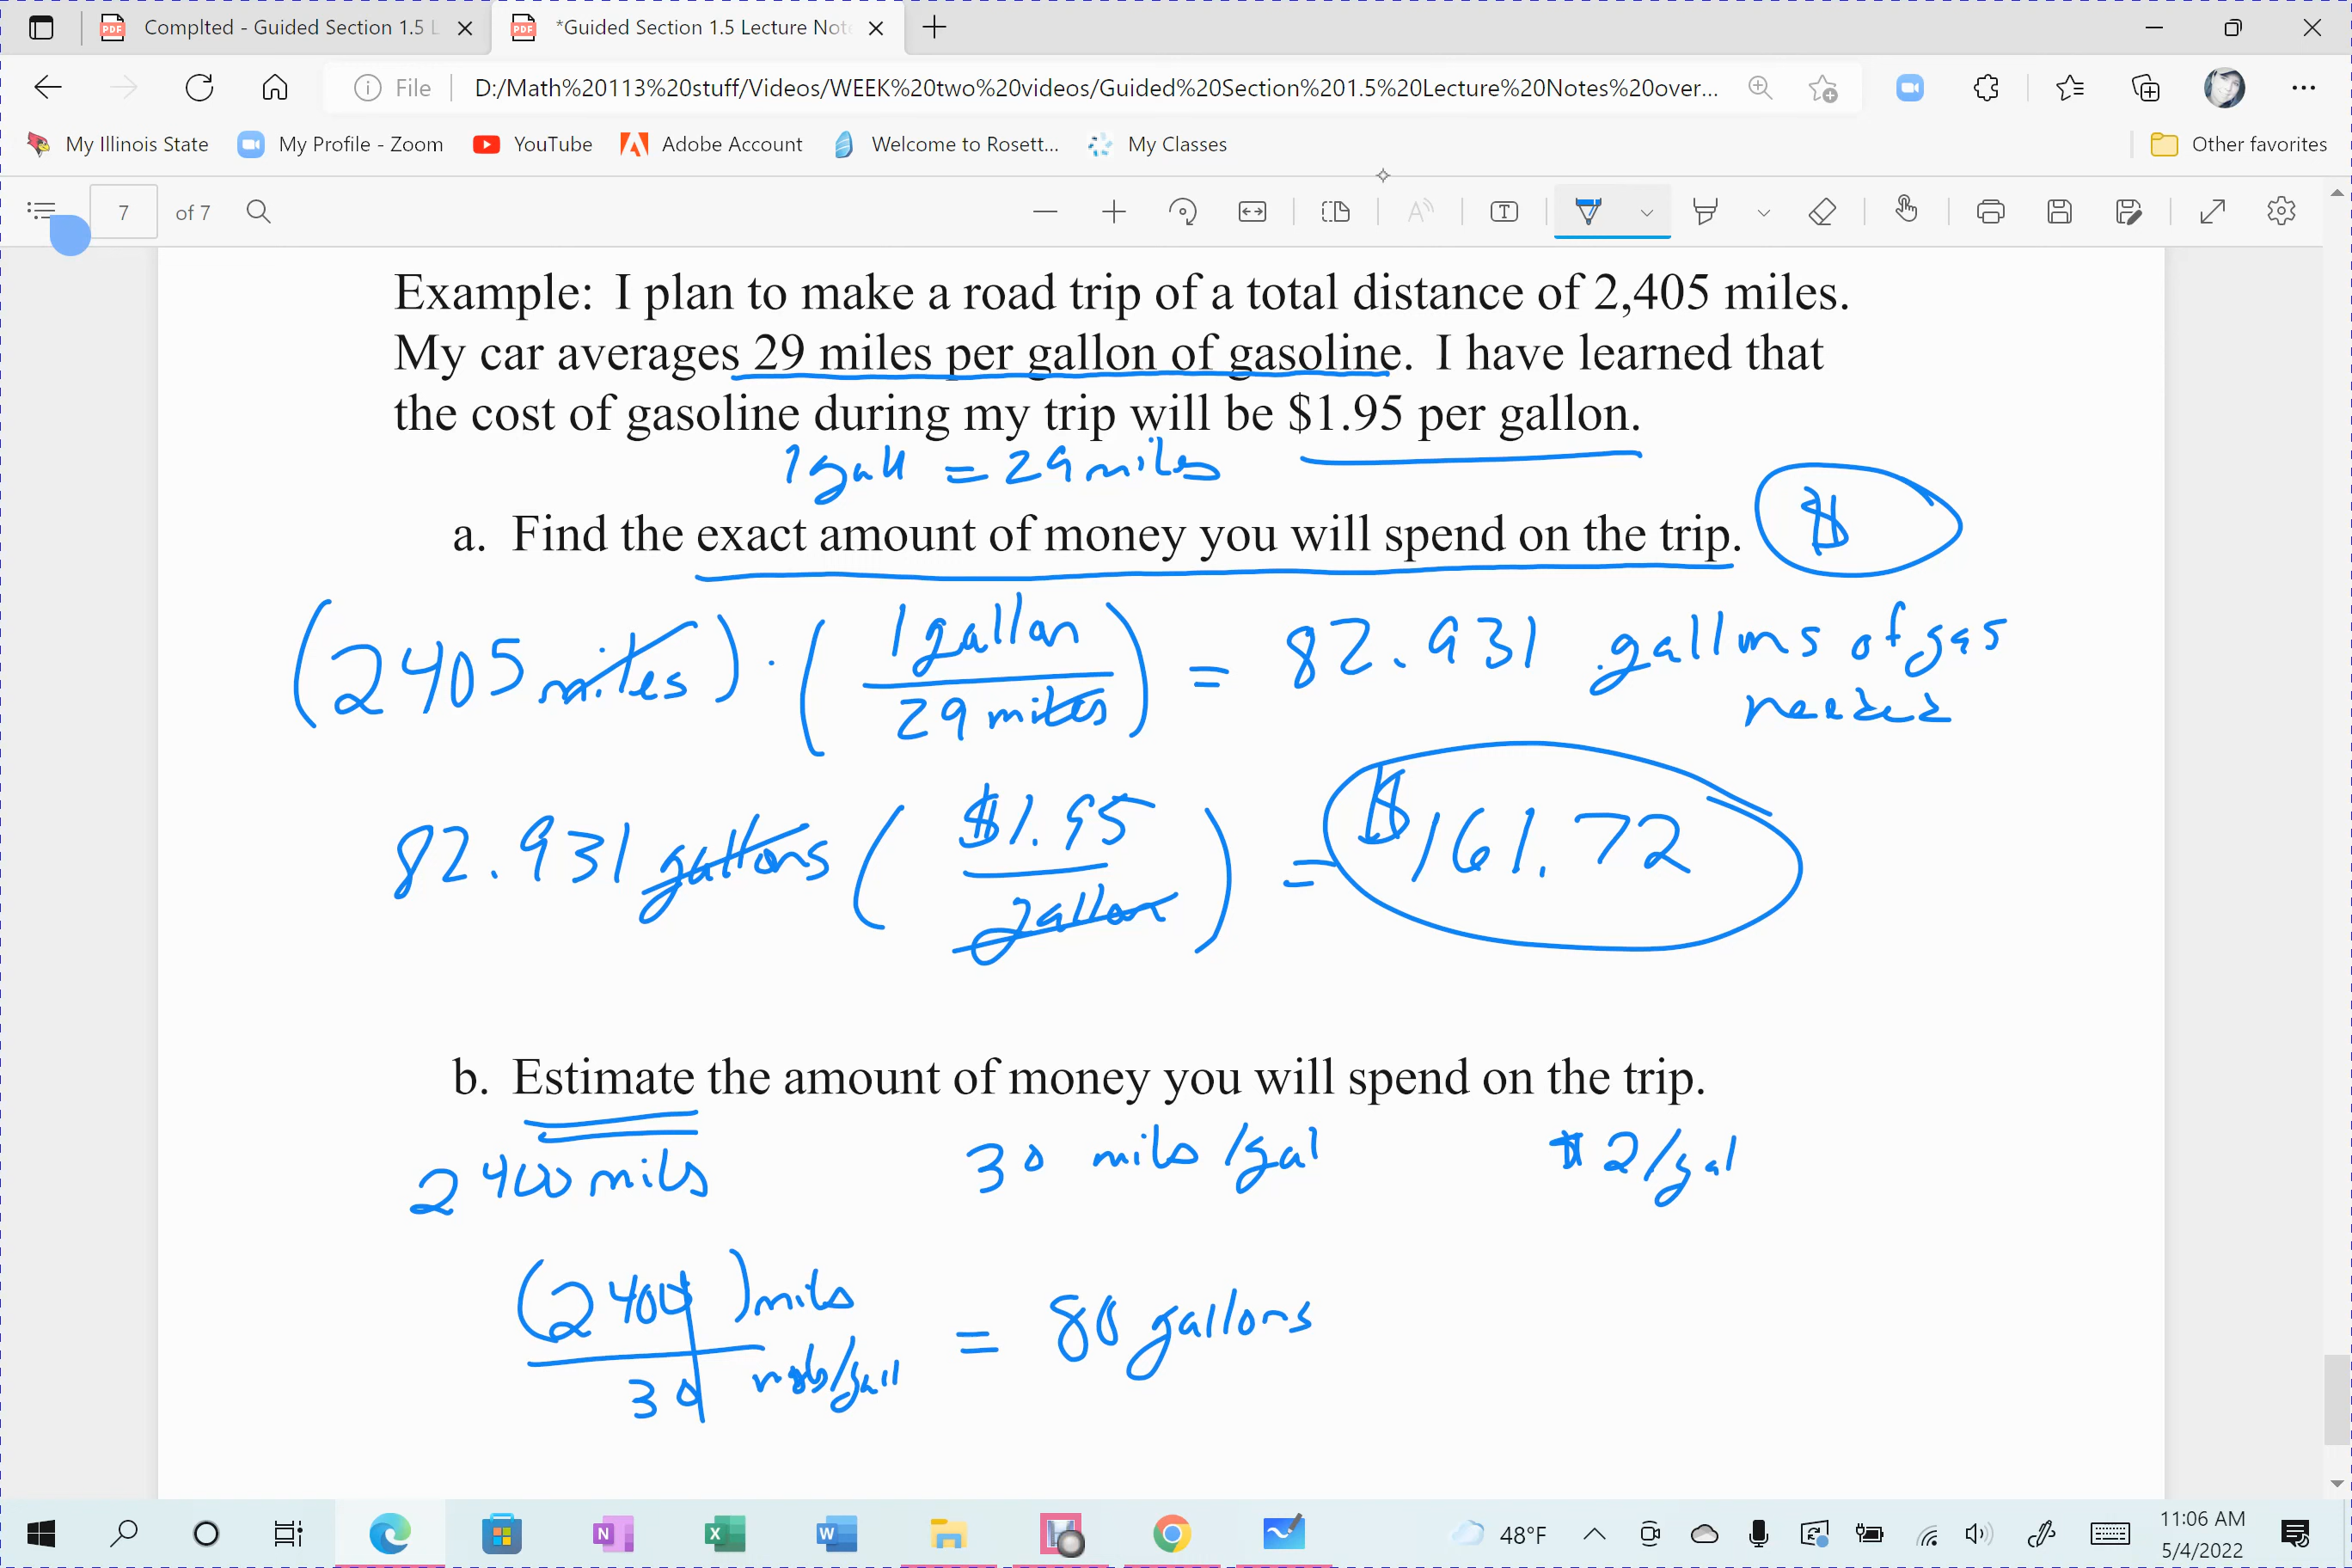 Complted - Guided Section 1.5 L
*Guided Section 1.5 Lecture Not
File D:/Math%20113%20stuff/Videos/WEEK%20two%20videos/Guided%20Section%201.5%20Lecture%20Notes%20over...
My Illinois State My Profile - Zoom YouTube Adobe Account Welcome to Rosett... My Classes Other favorites
7 of 7
Example: I plan to make a road trip of a total distance of 2,405 miles.
My car averages 29 miles per gallon of gasoline. I have learned that
the cost of gasoline during my trip will be $1.95 per gallon.
1 gall = 29 miles
a. Find the exact amount of money you will spend on the trip. $
(2405 miles) · (1 gallon / 29 miles) = 82.931 gallons of gas
needed
82.931 gallons ($1.95 / gallon) = $161.72
b. Estimate the amount of money you will spend on the trip.
2400 miles 30 miles/gal $2/gal
(2400) miles / 30 miles/gall = 80 gallons
48°F 11:06 AM
5/4/2022